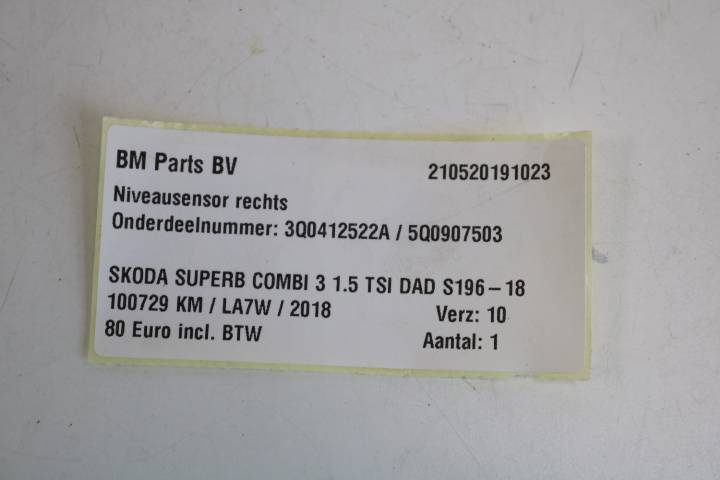 BM Parts BV 210520191023
Niveausensor rechts
Onderdeelnummer: 3Q0412522A / 5Q0907503
SKODA SUPERB COMBI 3 1.5 TSI DAD S196-18
100729 KM / LA7W / 2018 Verz: 10
80 Euro incl. BTW Aantal: 1